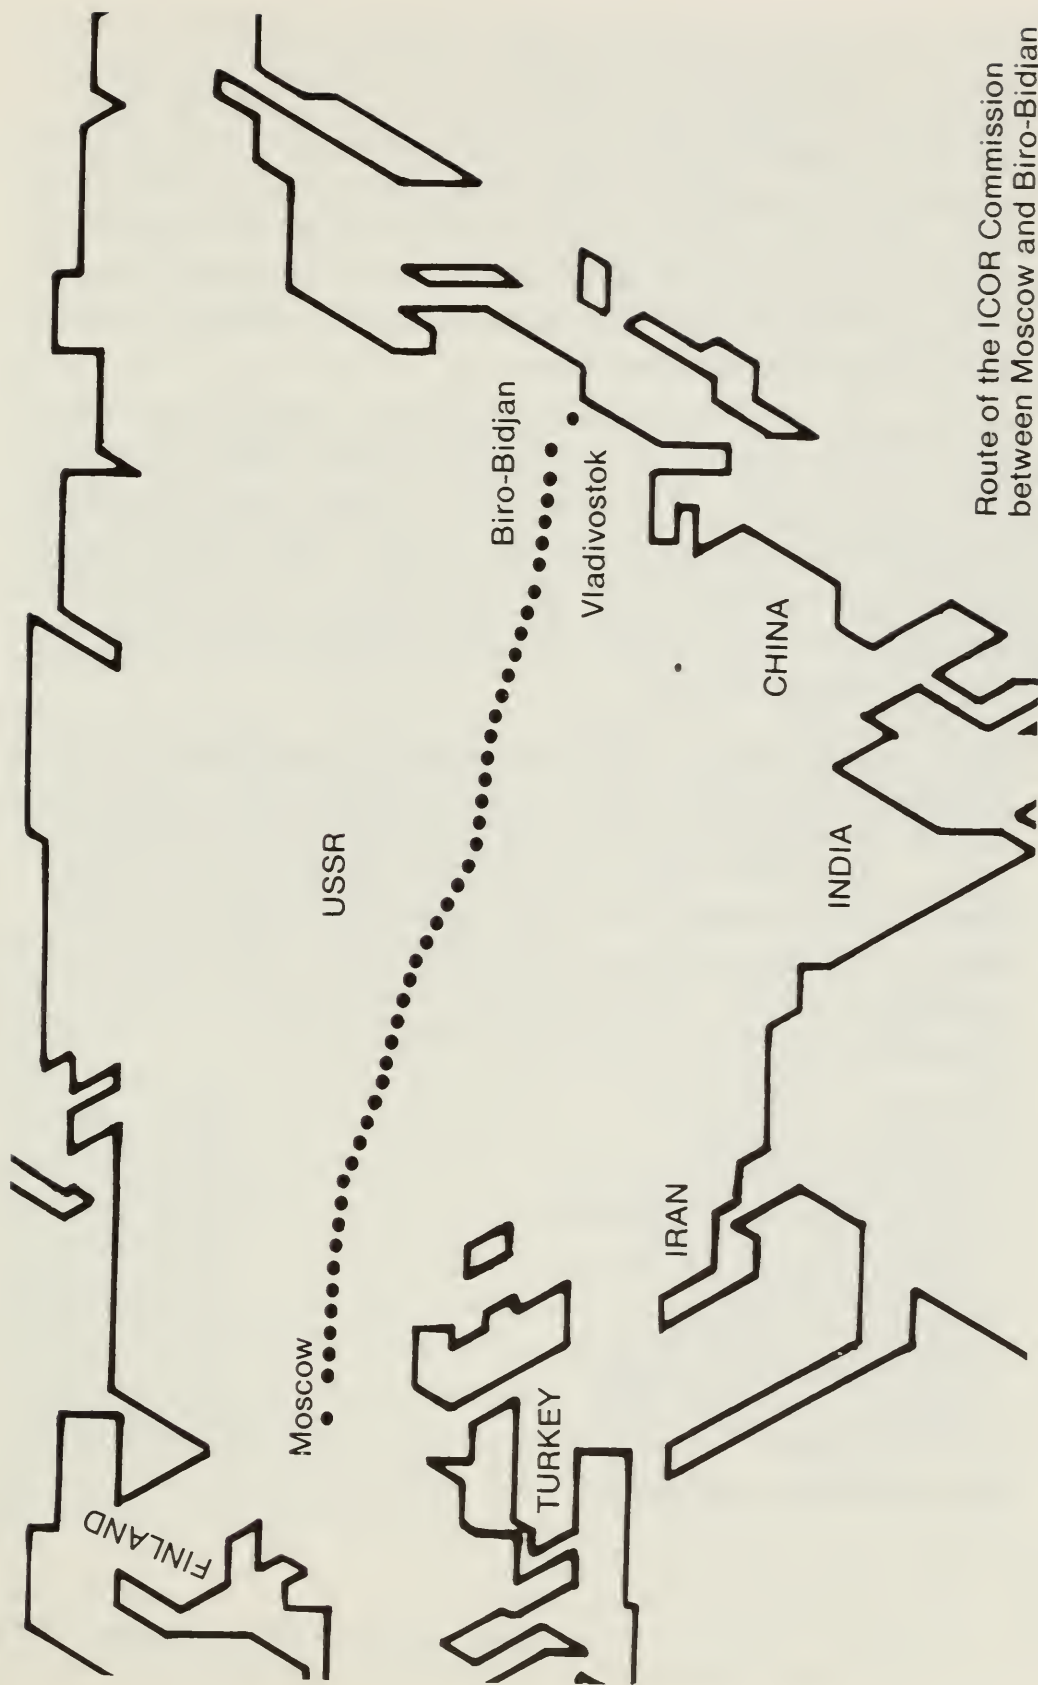 FINLAND
Moscow
USSR
Biro-Bidjan
Vladivostok
TURKEY
IRAN
INDIA
CHINA
Route of the ICOR Commission
between Moscow and Biro-Bidjan